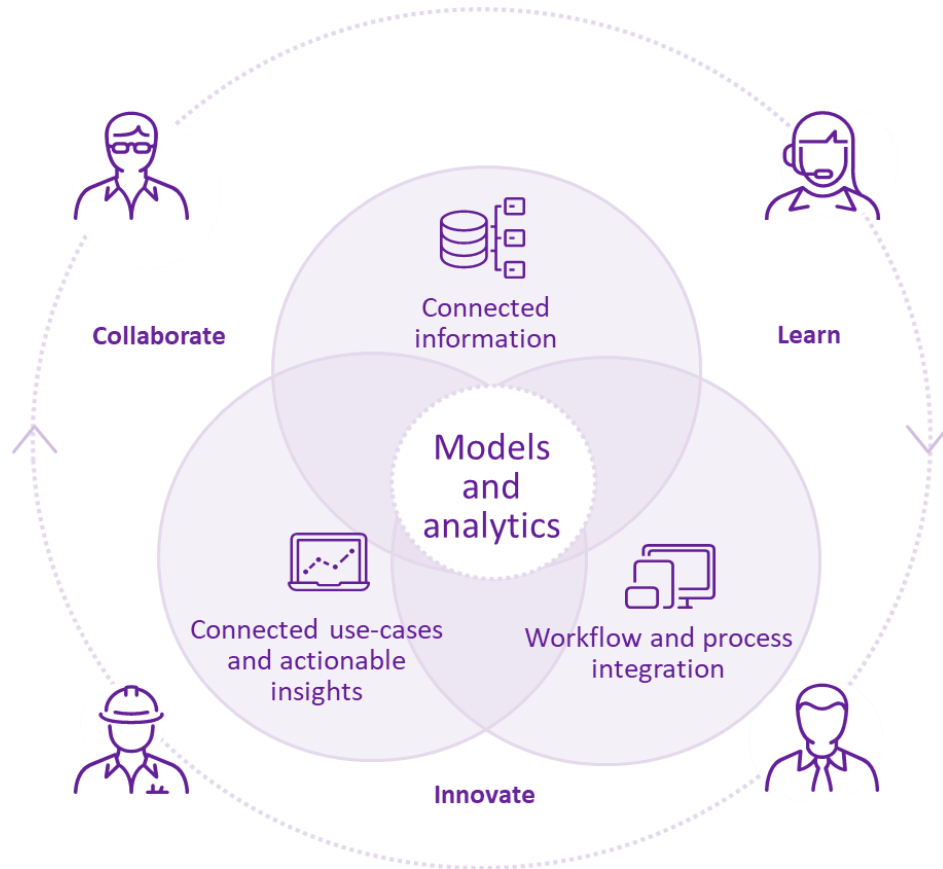 Connected
information
Collaborate
Learn
Models
and
analytics
Connected use-cases
and actionable
insights
Workflow and process
integration
Innovate